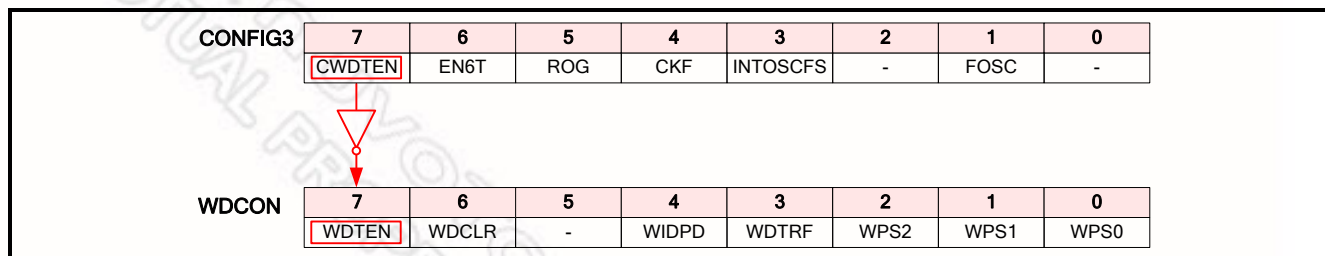 CONFIG3 7 6 5 4 3 2 1 0
CWDTEN EN6T ROG CKF INTOSCFS - FOSC -
WDCON 7 6 5 4 3 2 1 0
WDTEN WDCLR - WIDPD WDTRF WPS2 WPS1 WPS0